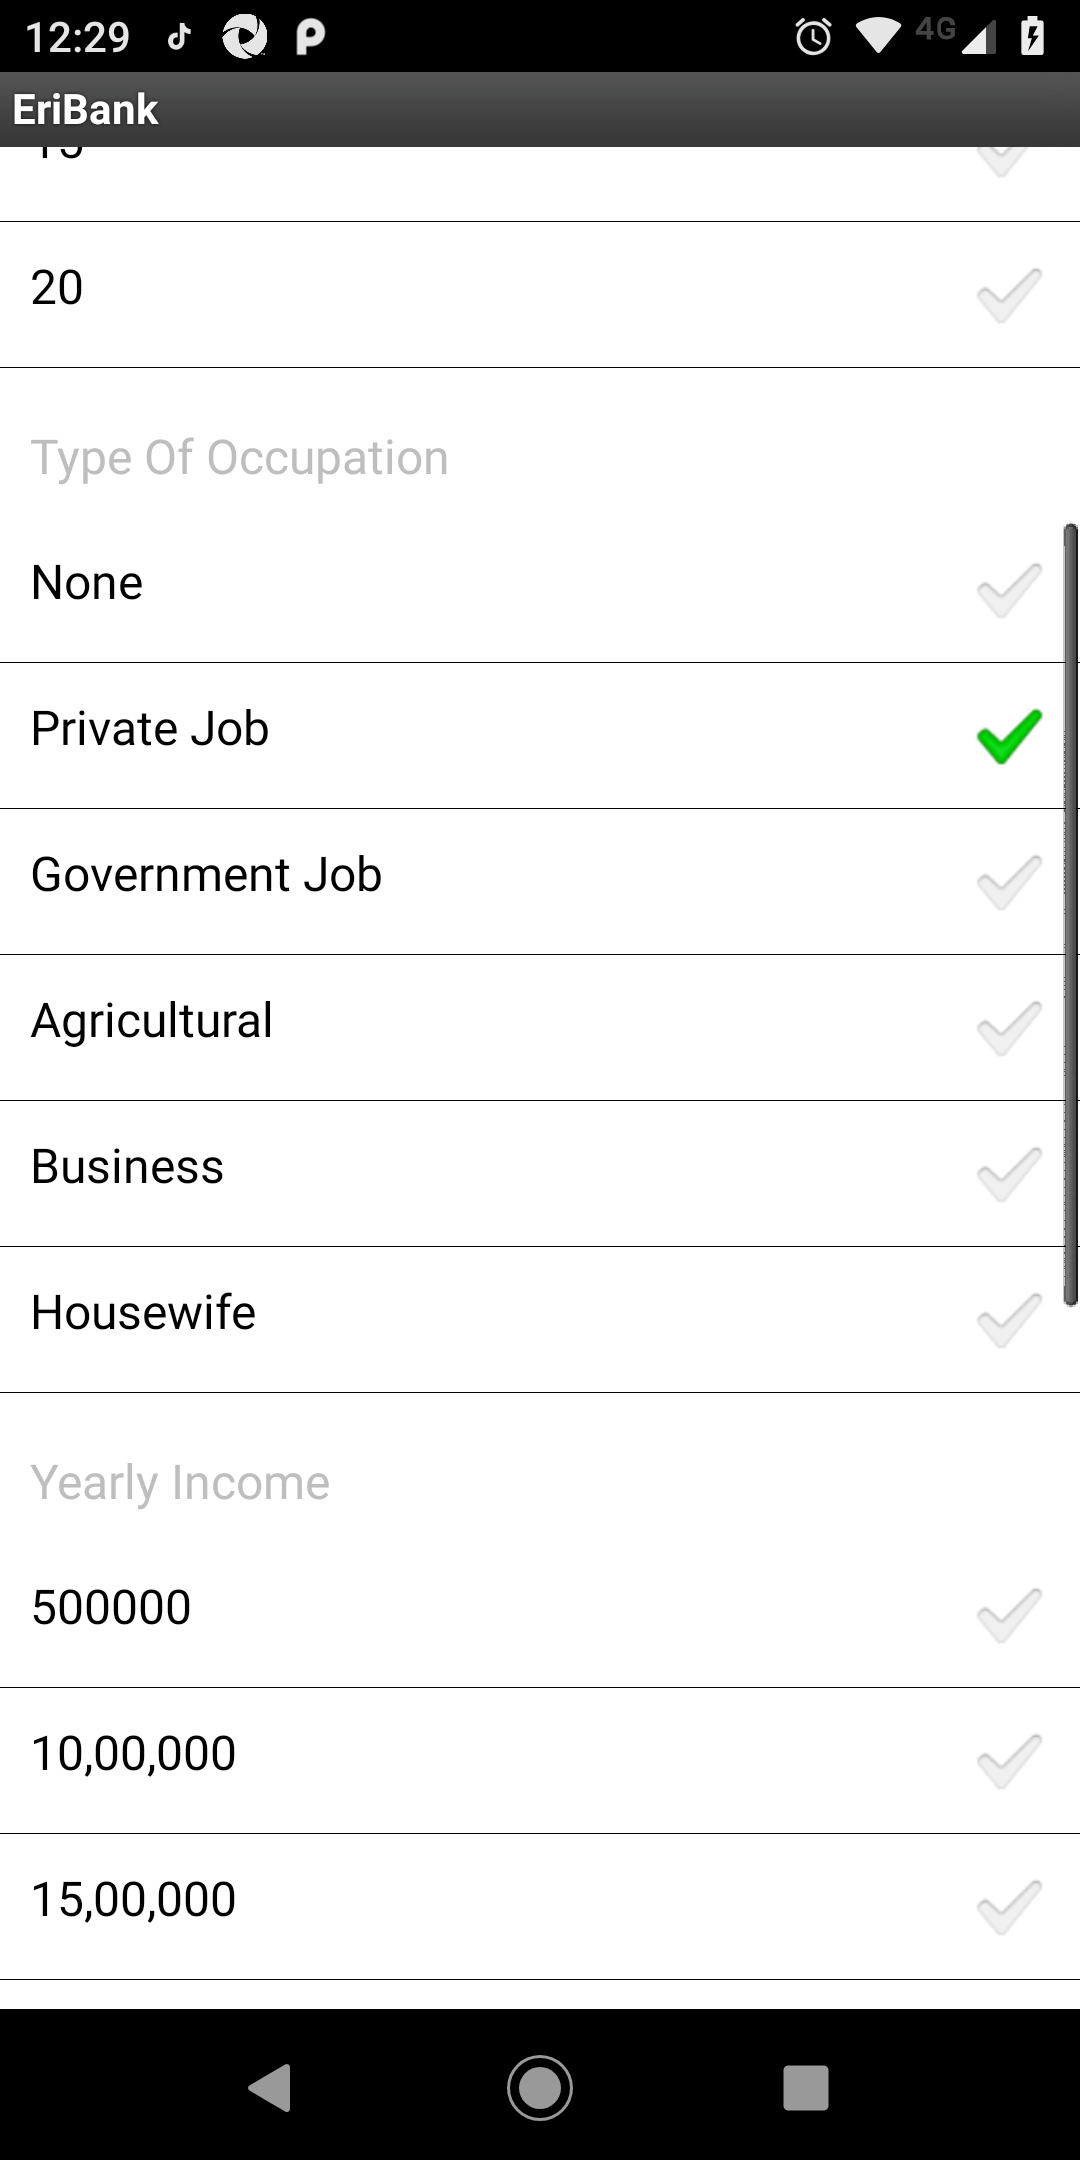 12:29
4G
EriBank
20
Type Of Occupation
None
Private Job
Government Job
Agricultural
Business
Housewife
Yearly Income
500000
10,00,000
15,00,000